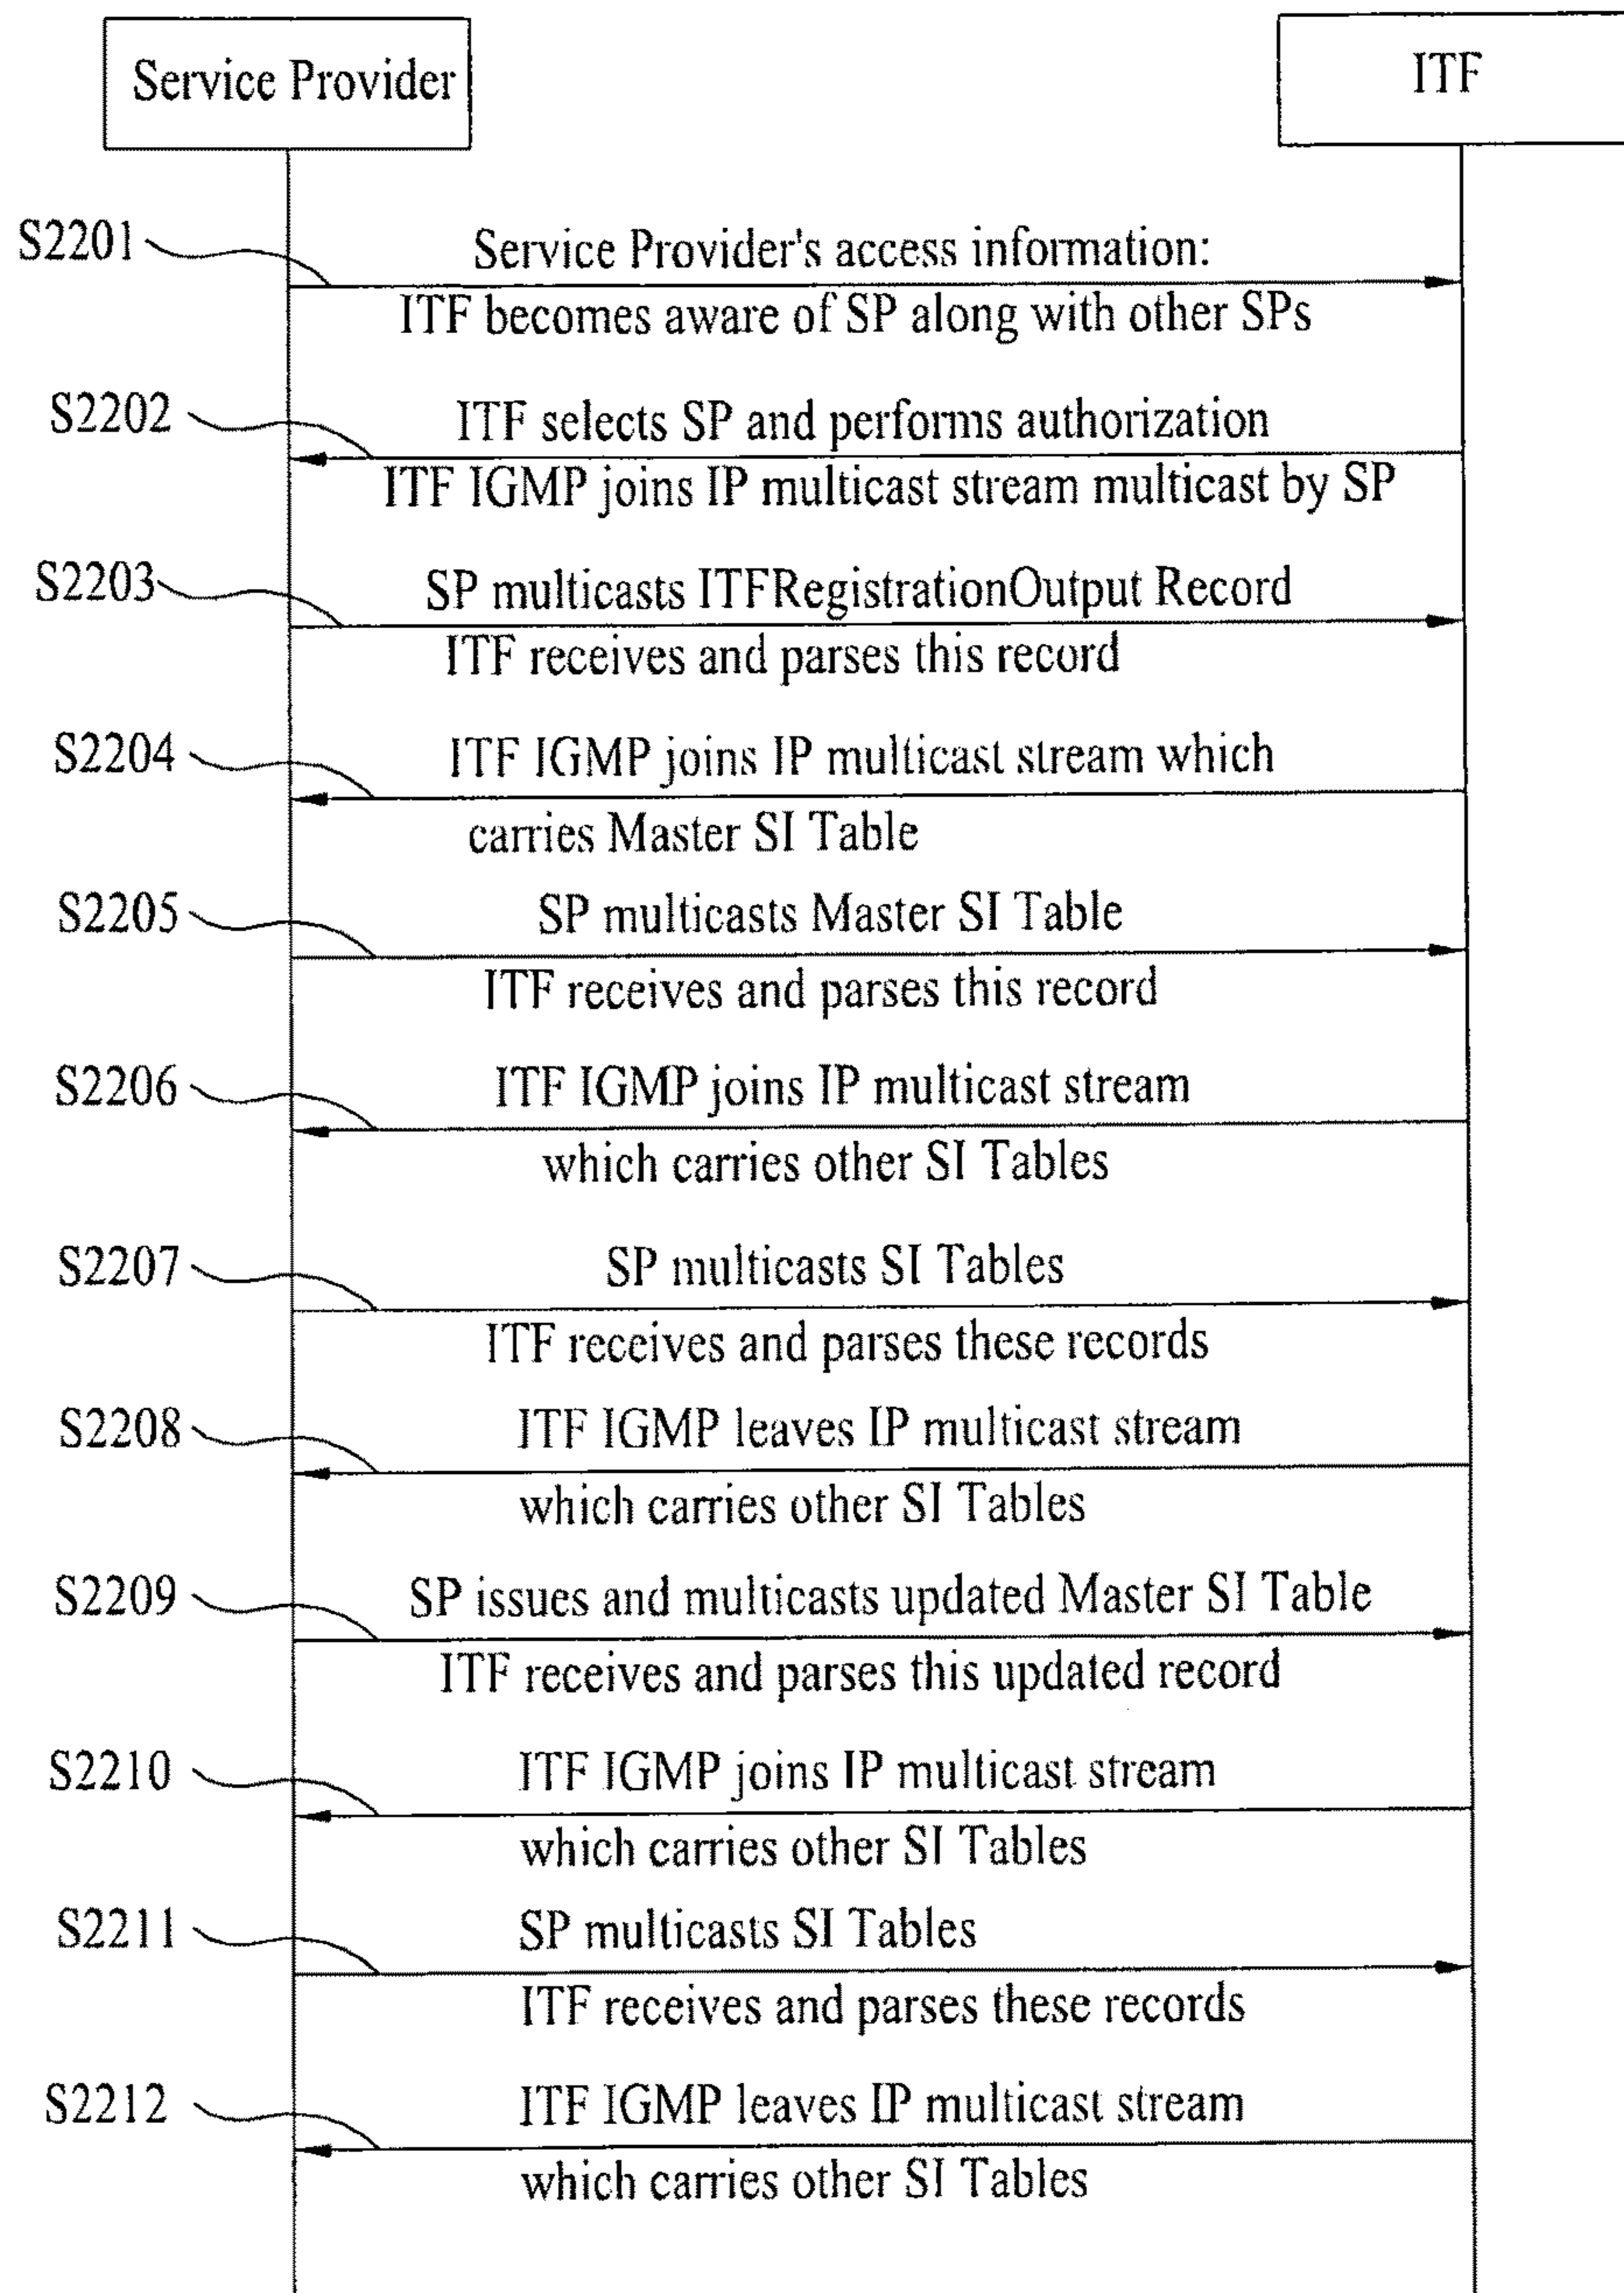 Service Provider
ITF
S2201
Service Provider's access information:
ITF becomes aware of SP along with other SPs
S2202
ITF selects SP and performs authorization
ITF IGMP joins IP multicast stream multicast by SP
S2203
SP multicasts ITFRegistrationOutput Record
ITF receives and parses this record
S2204
ITF IGMP joins IP multicast stream which
carries Master SI Table
S2205
SP multicasts Master SI Table
ITF receives and parses this record
S2206
ITF IGMP joins IP multicast stream
which carries other SI Tables
S2207
SP multicasts SI Tables
ITF receives and parses these records
S2208
ITF IGMP leaves IP multicast stream
which carries other SI Tables
S2209
SP issues and multicasts updated Master SI Table
ITF receives and parses this updated record
S2210
ITF IGMP joins IP multicast stream
which carries other SI Tables
S2211
SP multicasts SI Tables
ITF receives and parses these records
S2212
ITF IGMP leaves IP multicast stream
which carries other SI Tables